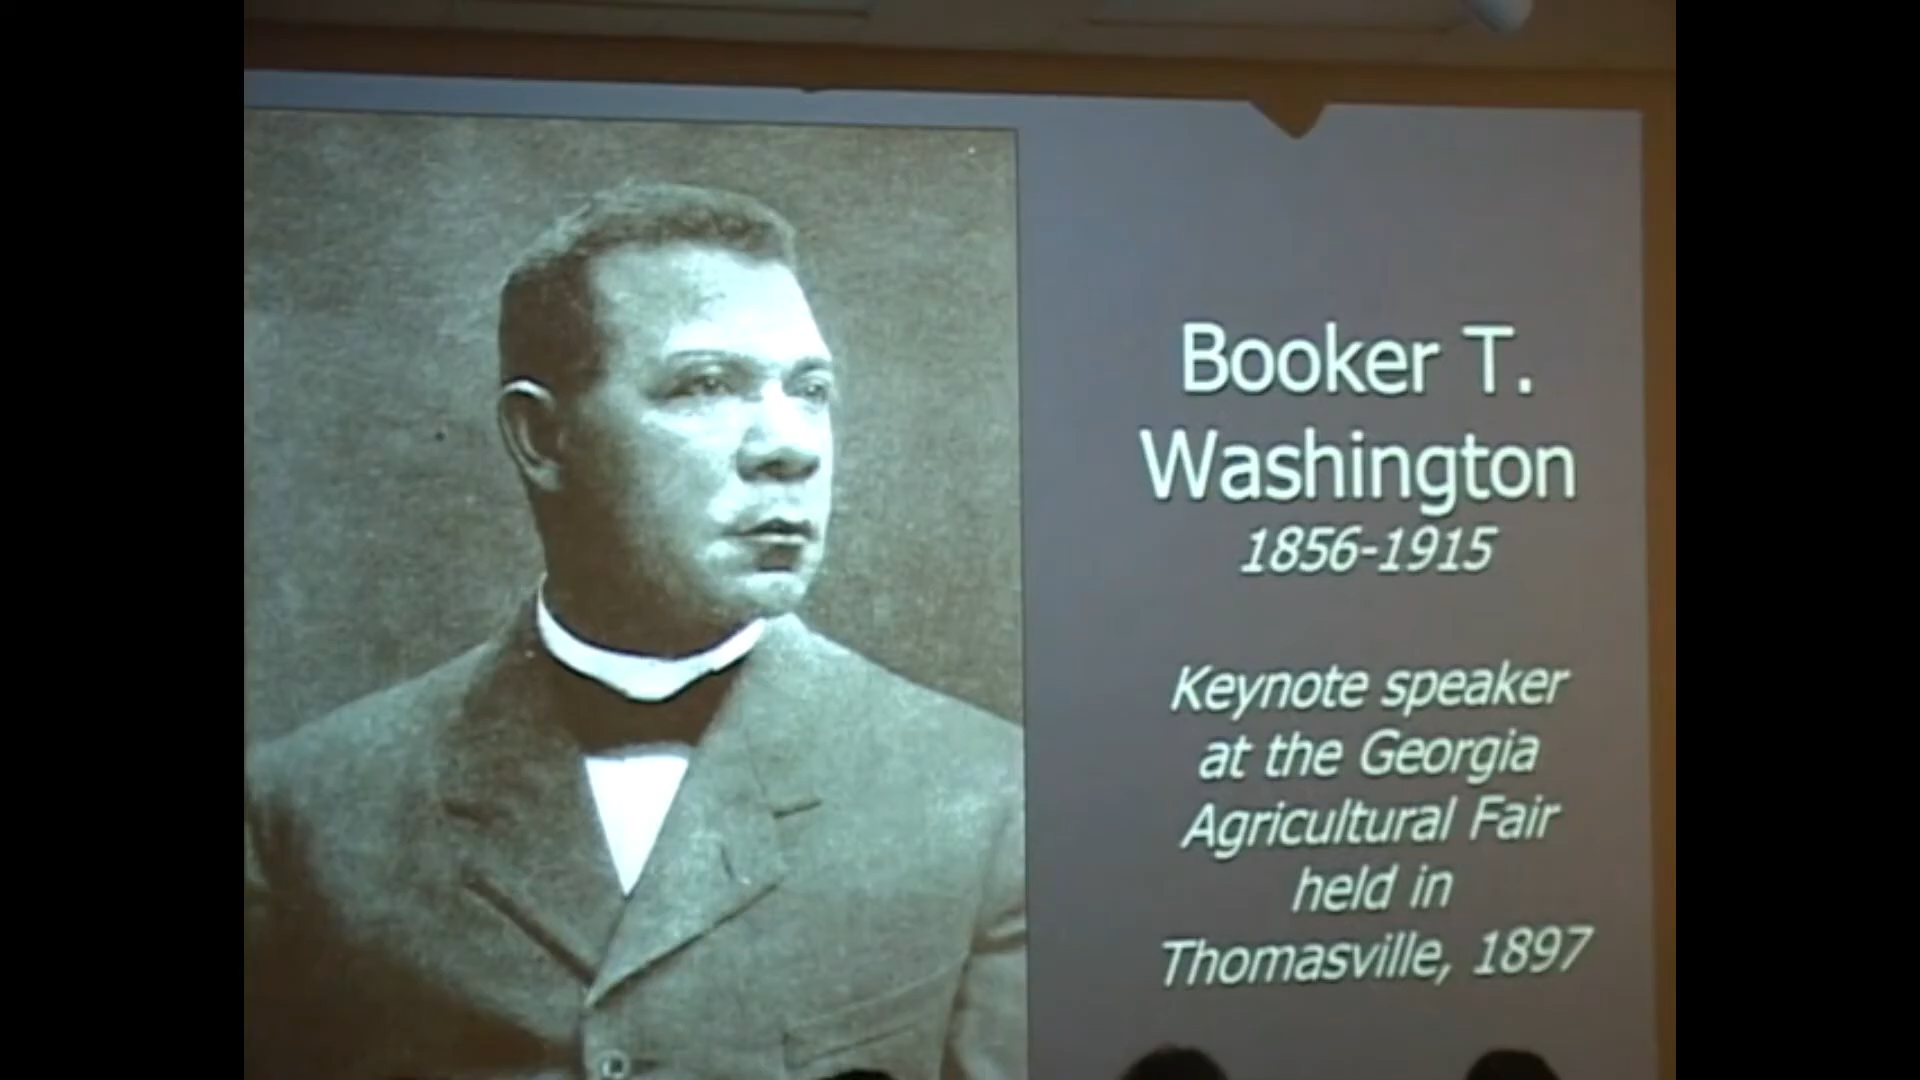 Booker T.
Washington
1856-1915
Keynote speaker
at the Georgia
Agricultural Fair
held in
Thomasville, 1897